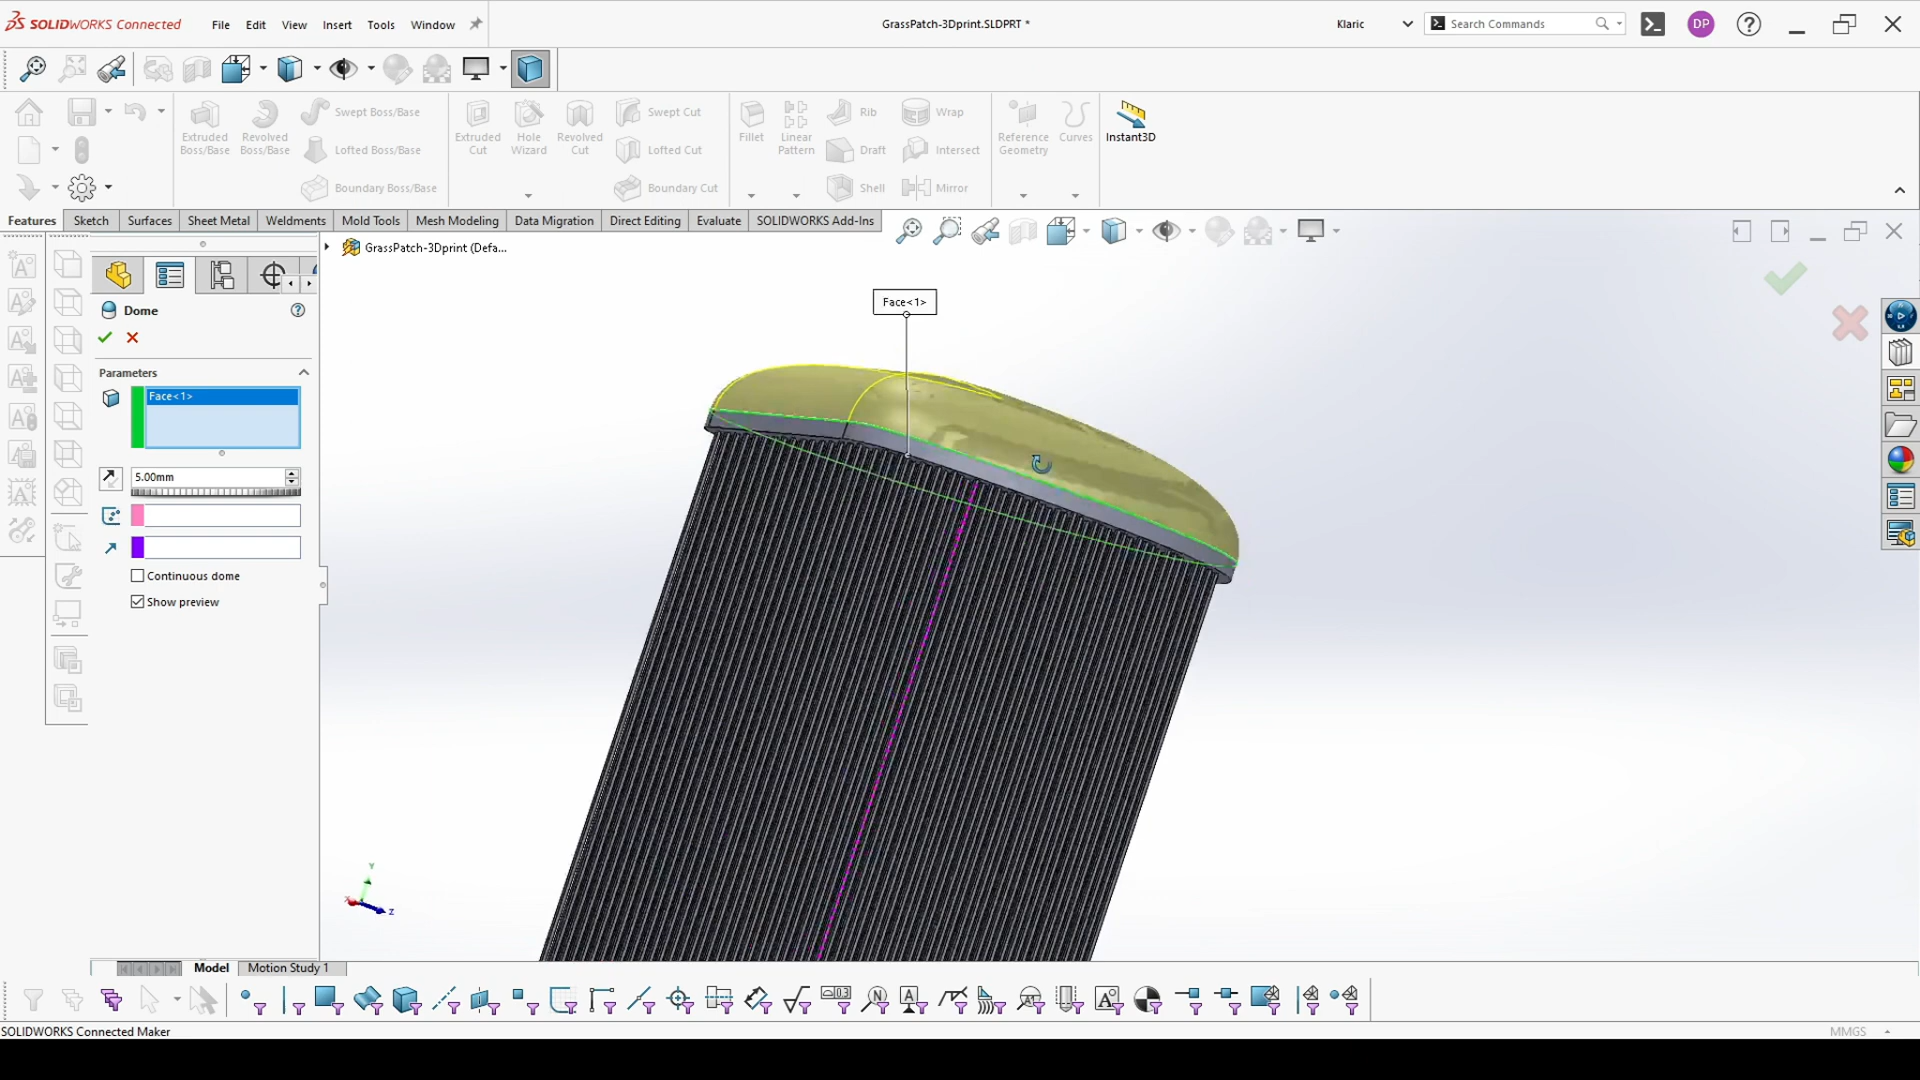 SOLIDWORKS Connected
File Edit View Insert Tools Window
GrassPatch-3Dprint.SLDPRT *
Klaric
Search Commands
DP
Extruded Boss/Base
Revolved Boss/Base
Swept Boss/Base
Lofted Boss/Base
Boundary Boss/Base
Extruded Cut
Hole Wizard
Revolved Cut
Swept Cut
Lofted Cut
Boundary Cut
Fillet
Linear Pattern
Rib
Draft
Shell
Wrap
Intersect
Mirror
Reference Geometry
Curves
Instant3D
Features Sketch Surfaces Sheet Metal Weldments Mold Tools Mesh Modeling Data Migration Direct Editing Evaluate SOLIDWORKS Add-Ins
GrassPatch-3Dprint (Defa...
Dome
Parameters
Face<1>
5.00mm
Continuous dome
Show preview
Face<1>
Y
X
Z
Model Motion Study 1
SOLIDWORKS Connected Maker
MMGS